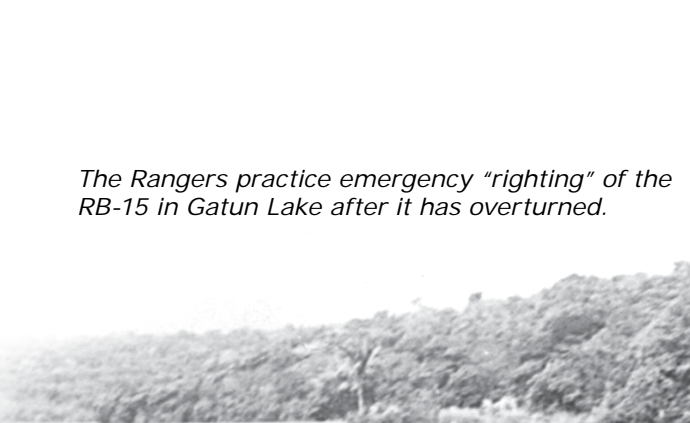 The Rangers practice emergency “righting” of the
RB-15 in Gatun Lake after it has overturned.